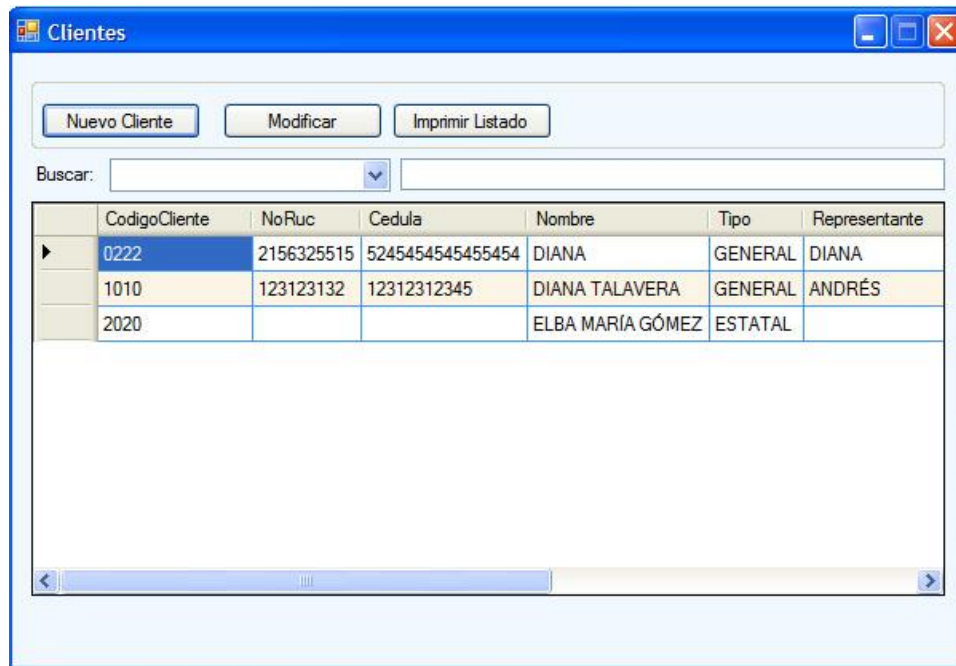 Clientes
Nuevo Cliente Modificar Imprimir Listado
Buscar:
CodigoCliente NoRuc Cedula Nombre Tipo Representante
0222 2156325515 5245454545455454 DIANA GENERAL DIANA
1010 123123132 12312312345 DIANA TALAVERA GENERAL ANDRÉS
2020 ELBA MARÍA GÓMEZ ESTATAL